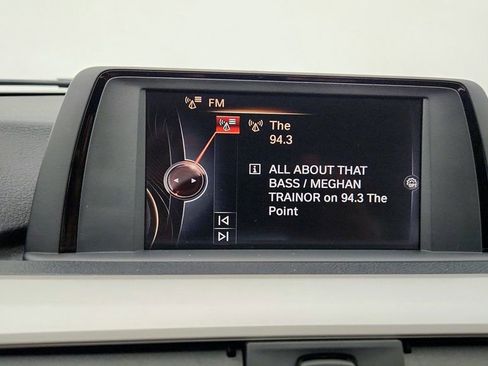 FM
The
94.3
ALL ABOUT THAT
BASS / MEGHAN
TRAINOR on 94.3 The
Point